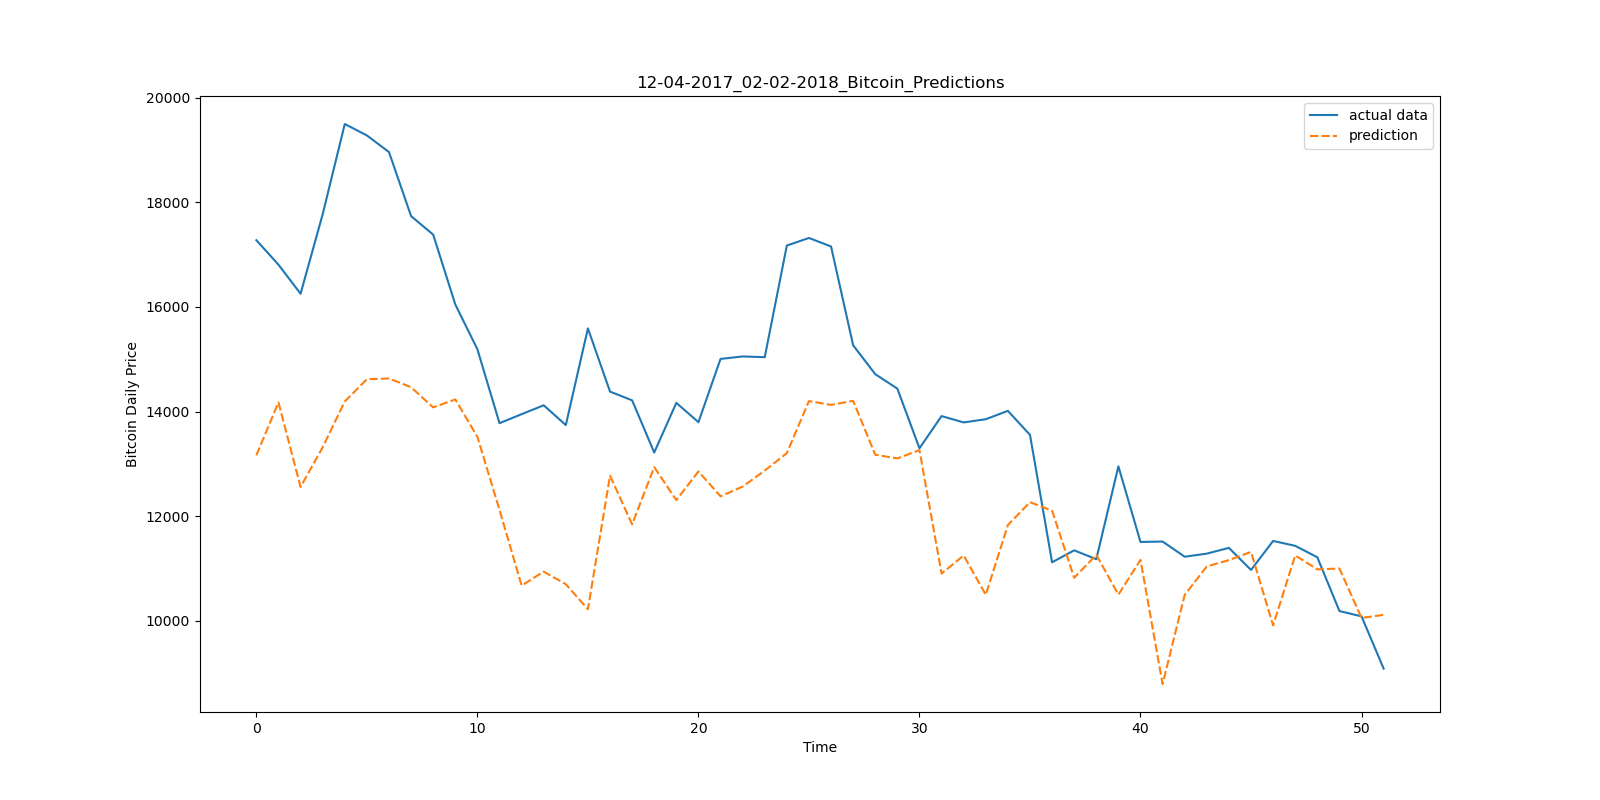 12-04-2017_02-02-2018_Bitcoin_Predictions
actual data
prediction
Bitcoin Daily Price
20000
18000
16000
14000
12000
10000
0 10 20 30 40 50
Time